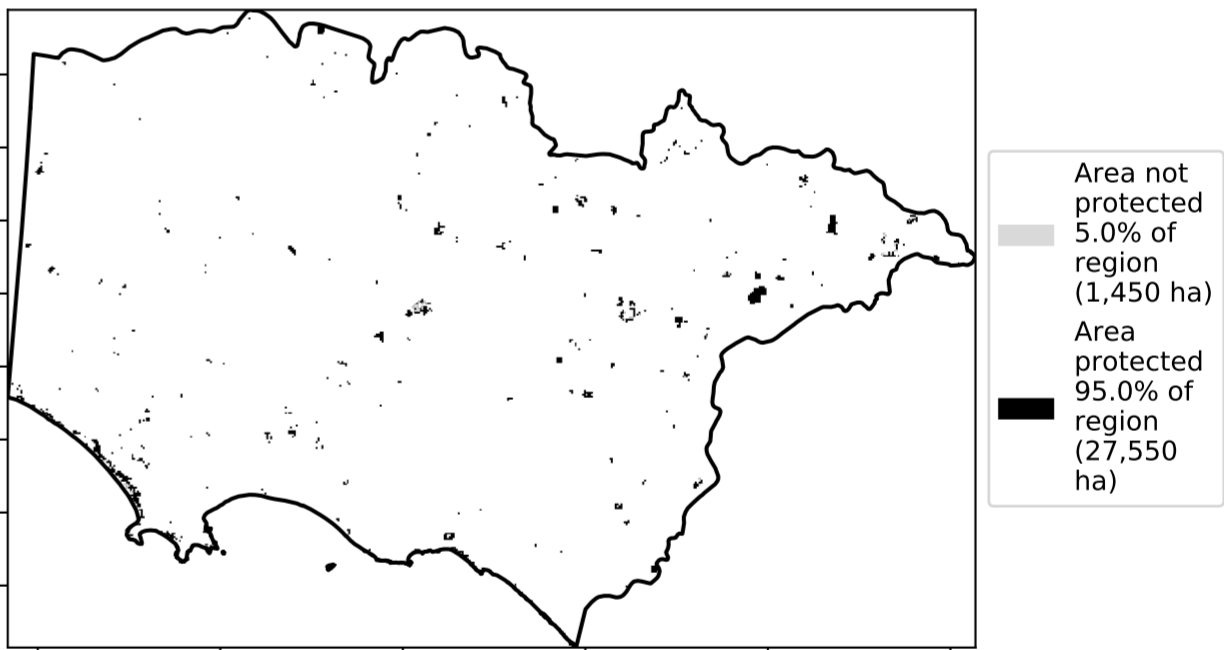 Area not
protected
5.0% of
region
(1,450 ha)
Area
protected
95.0% of
region
(27,550
ha)